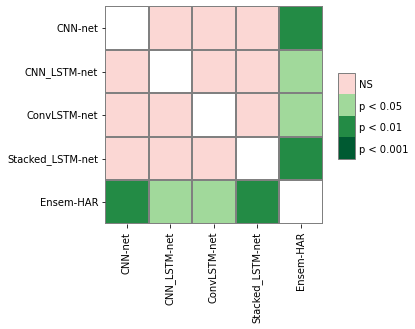 CNN-net
CNN_LSTM-net
ConvLSTM-net
Stacked_LSTM-net
Ensem-HAR
NS
p < 0.05
p < 0.01
p < 0.001
CNN-net
CNN_LSTM-net
ConvLSTM-net
Stacked_LSTM-net
Ensem-HAR